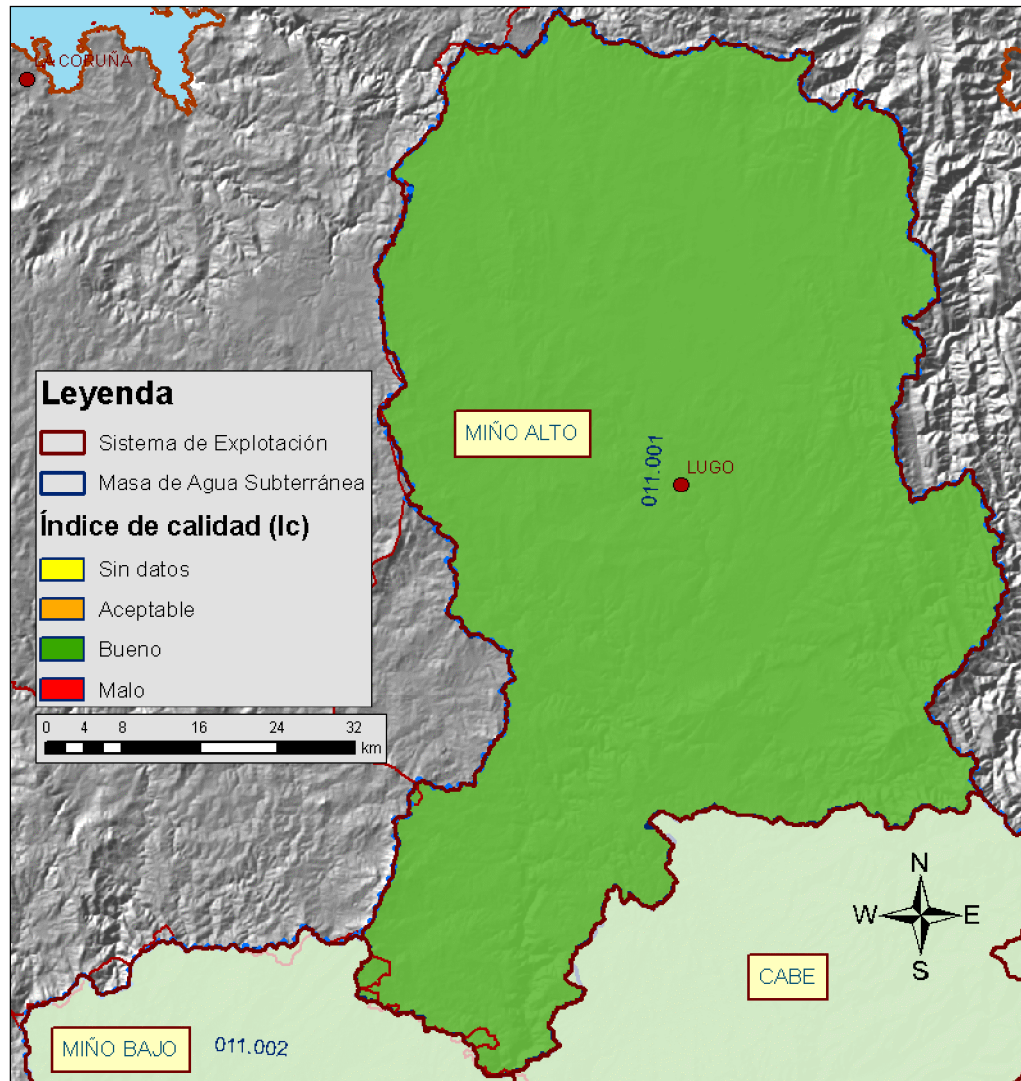 LA CORUÑA
Leyenda
Sistema de Explotación
Masa de Agua Subterránea
Índice de calidad (Ic)
Sin datos
Aceptable
Bueno
Malo
0 4 8 16 24 32
km
MIÑO ALTO
011.001
LUGO
N
W E
S
CABE
MIÑO BAJO
011.002